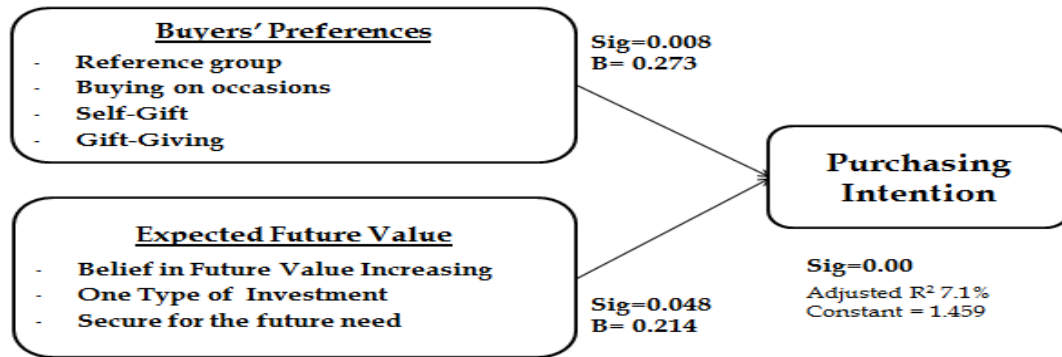 Buyers' Preferences
- Reference group
- Buying on occasions
- Self-Gift
- Gift-Giving
Sig=0.008
B= 0.273
Purchasing
Intention
Expected Future Value
- Belief in Future Value Increasing
- One Type of Investment
- Secure for the future need
Sig=0.048
B= 0.214
Sig=0.00
Adjusted R² 7.1%
Constant = 1.459